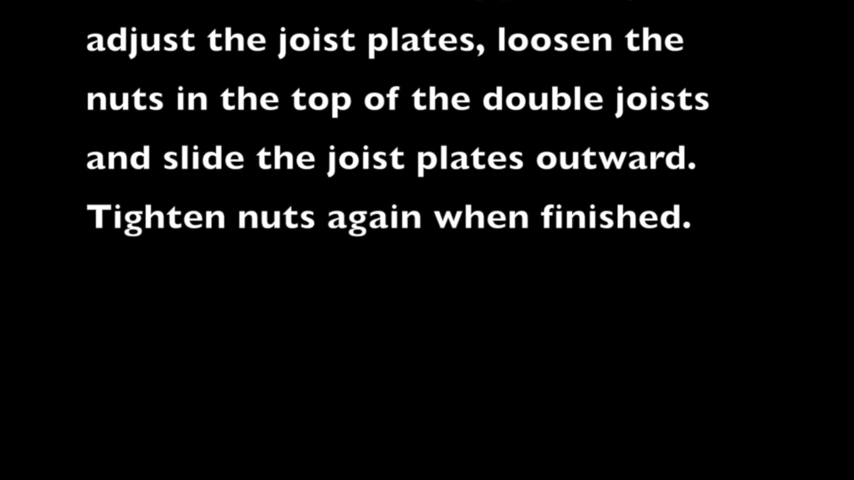 adjust the joist plates, loosen the
nuts in the top of the double joists
and slide the joist plates outward.
Tighten nuts again when finished.